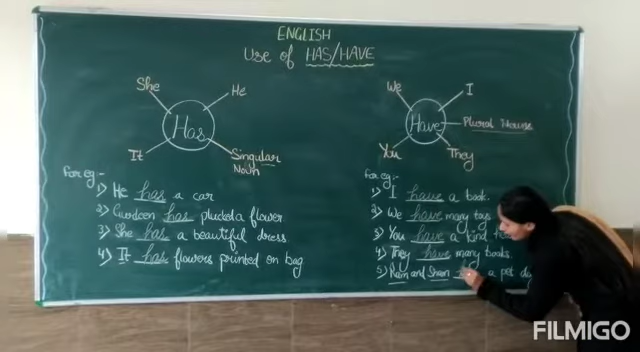 ENGLISH
Use of HAS/HAVE
She
He
Has
It
Singular
Noun
We
I
Have
Plural Nouns
You
They
for eg:-
1) He has a car
2) Gurdeen has plucked a flower
3) She has a beautiful dress.
4) It has flowers printed on bag
for eg:-
1) I have a book.
2) We have many toys
3) You have a kind
4) They have many books.
5) Ram and Sham a pet
FILMIGO